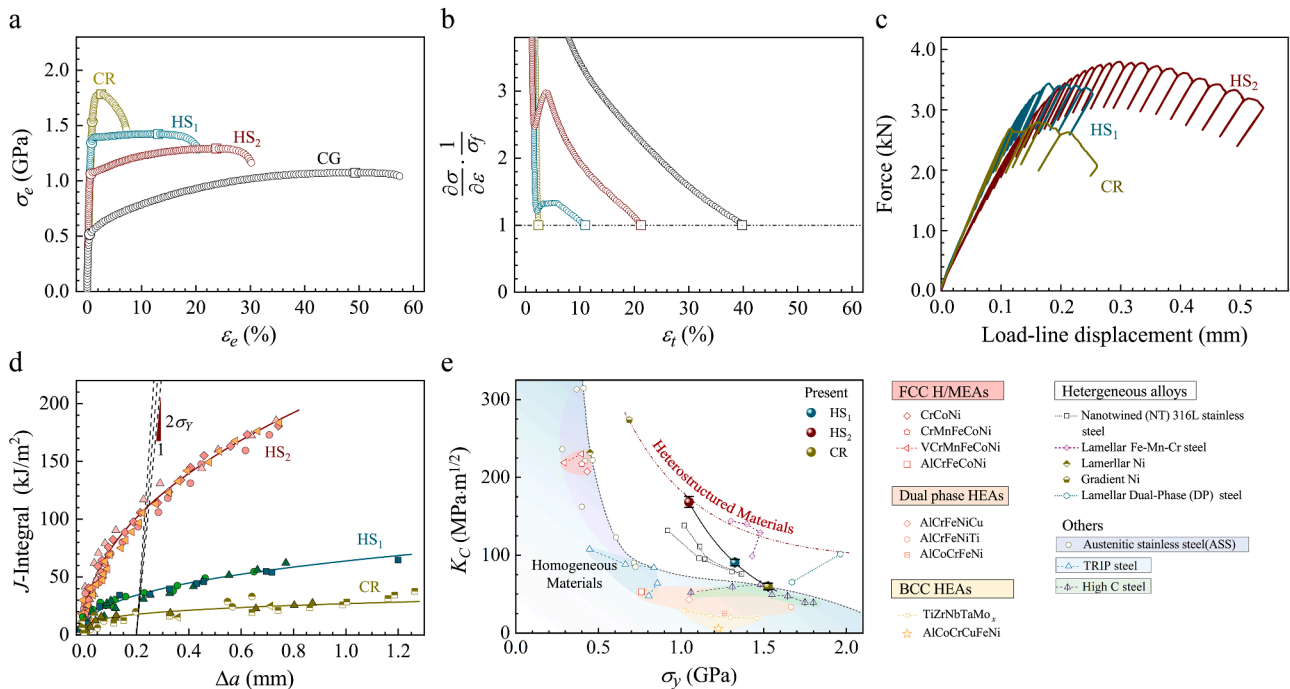 a
2.0
1.5
1.0
0.5
0.0
σe (GPa)
CR
HS1
HS2
CG
0
10
20
30
40
50
60
εe (%)
b
3
2
1
0
∂σ/∂ε · 1/σf
0
10
20
30
40
50
60
εt (%)
c
4.0
3.2
2.4
2.0
1.6
0.8
0.0
Force (kN)
HS2
HS1
CR
0.0
0.1
0.2
0.3
0.4
0.5
Load-line displacement (mm)
d
200
150
100
50
0
J-Integral (kJ/m2)
2σY
1
HS2
HS1
CR
0.0
0.2
0.4
0.6
0.8
1.0
1.2
Δa (mm)
e
300
200
100
0
KC (MPa·m1/2)
Present
HS1
HS2
CR
Heterostructured Materials
Homogeneous
Materials
0.0
0.5
1.0
1.5
2.0
σy (GPa)
FCC H/MEAs
CrCoNi
CrMnFeCoNi
VCrMnFeCoNi
AlCrFeCoNi
Dual phase HEAs
AlCrFeNiCu
AlCrFeNiTi
AlCoCrFeNi
BCC HEAs
TiZrNbTaMox
AlCoCrCuFeNi
Hetergeneous alloys
Nanotwined (NT) 316L stainless
steel
Lamellar Fe-Mn-Cr steel
Lamerllar Ni
Gradient Ni
Lamellar Dual-Phase (DP) steel
Others
Austenitic stainless steel(ASS)
TRIP steel
High C steel